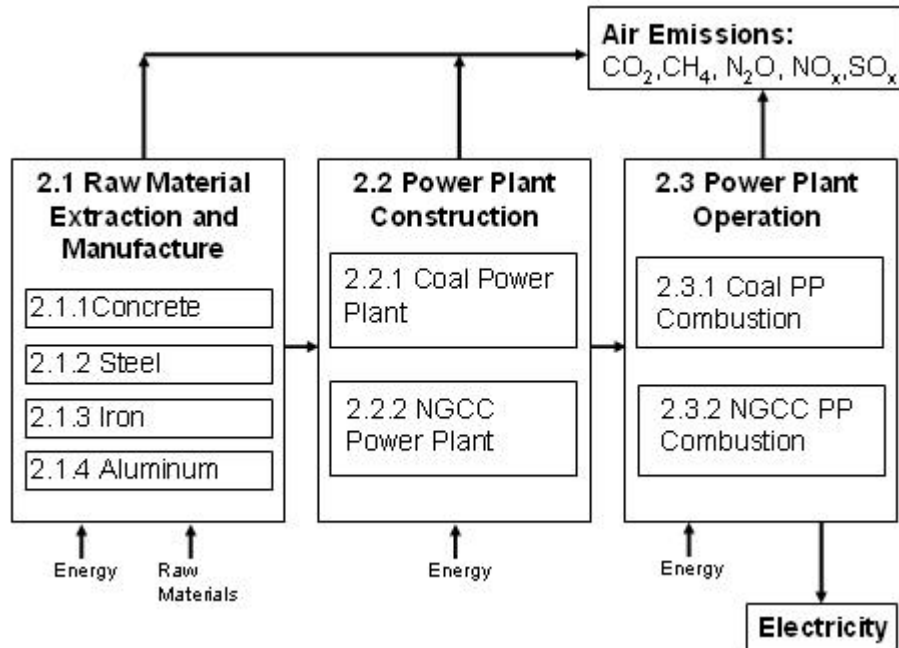 Air Emissions:
CO₂,CH₄, N₂O, NOₓ,SOₓ
2.1 Raw Material
Extraction and
Manufacture
2.1.1Concrete
2.1.2 Steel
2.1.3 Iron
2.1.4 Aluminum
2.2 Power Plant
Construction
2.2.1 Coal Power
Plant
2.2.2 NGCC
Power Plant
2.3 Power Plant
Operation
2.3.1 Coal PP
Combustion
2.3.2 NGCC PP
Combustion
Energy
Raw
Materials
Energy
Energy
Electricity